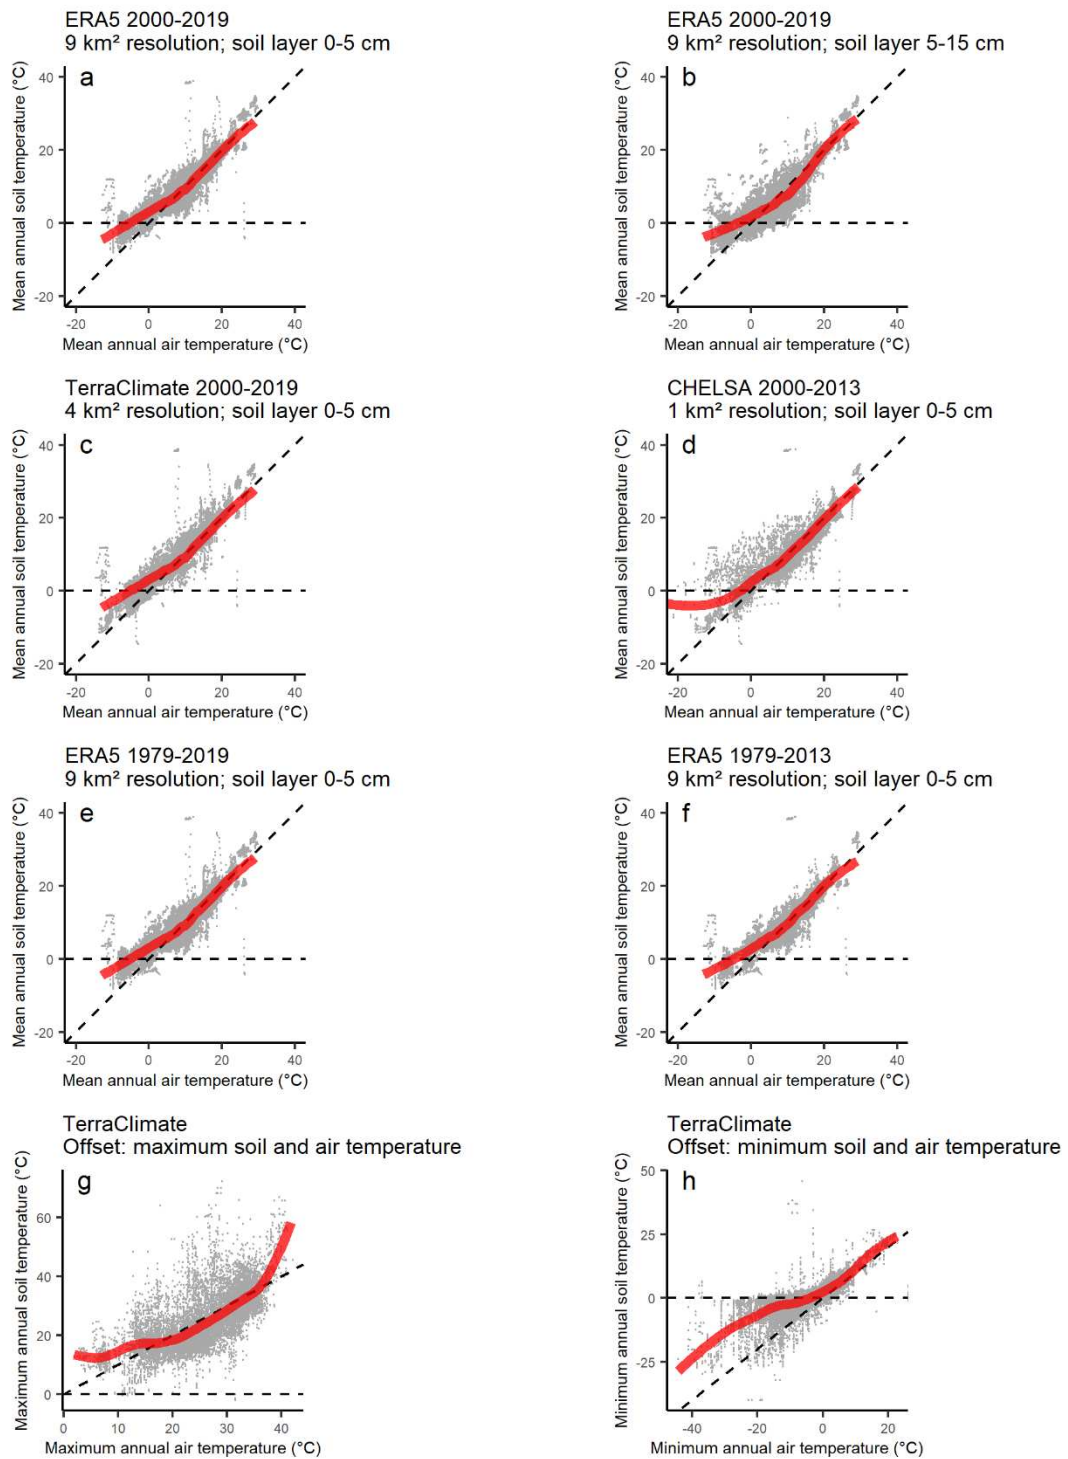 ERA5 2000-2019
9 km² resolution; soil layer 0-5 cm
a
Mean annual soil temperature (°C)
40
20
0
-20
-20 0 20 40
Mean annual air temperature (°C)
ERA5 2000-2019
9 km² resolution; soil layer 5-15 cm
b
Mean annual soil temperature (°C)
40
20
0
-20
-20 0 20 40
Mean annual air temperature (°C)
TerraClimate 2000-2019
4 km² resolution; soil layer 0-5 cm
c
Mean annual soil temperature (°C)
40
20
0
-20
-20 0 20 40
Mean annual air temperature (°C)
CHELSA 2000-2013
1 km² resolution; soil layer 0-5 cm
d
Mean annual soil temperature (°C)
40
20
0
-20
-20 0 20 40
Mean annual air temperature (°C)
ERA5 1979-2019
9 km² resolution; soil layer 0-5 cm
e
Mean annual soil temperature (°C)
40
20
0
-20
-20 0 20 40
Mean annual air temperature (°C)
ERA5 1979-2013
9 km² resolution; soil layer 0-5 cm
f
Mean annual soil temperature (°C)
40
20
0
-20
-20 0 20 40
Mean annual air temperature (°C)
TerraClimate
Offset: maximum soil and air temperature
g
Maximum annual soil temperature (°C)
60
40
20
0
0 10 20 30 40
Maximum annual air temperature (°C)
TerraClimate
Offset: minimum soil and air temperature
h
Minimum annual soil temperature (°C)
50
25
0
-25
-40 -20 0 20
Minimum annual air temperature (°C)